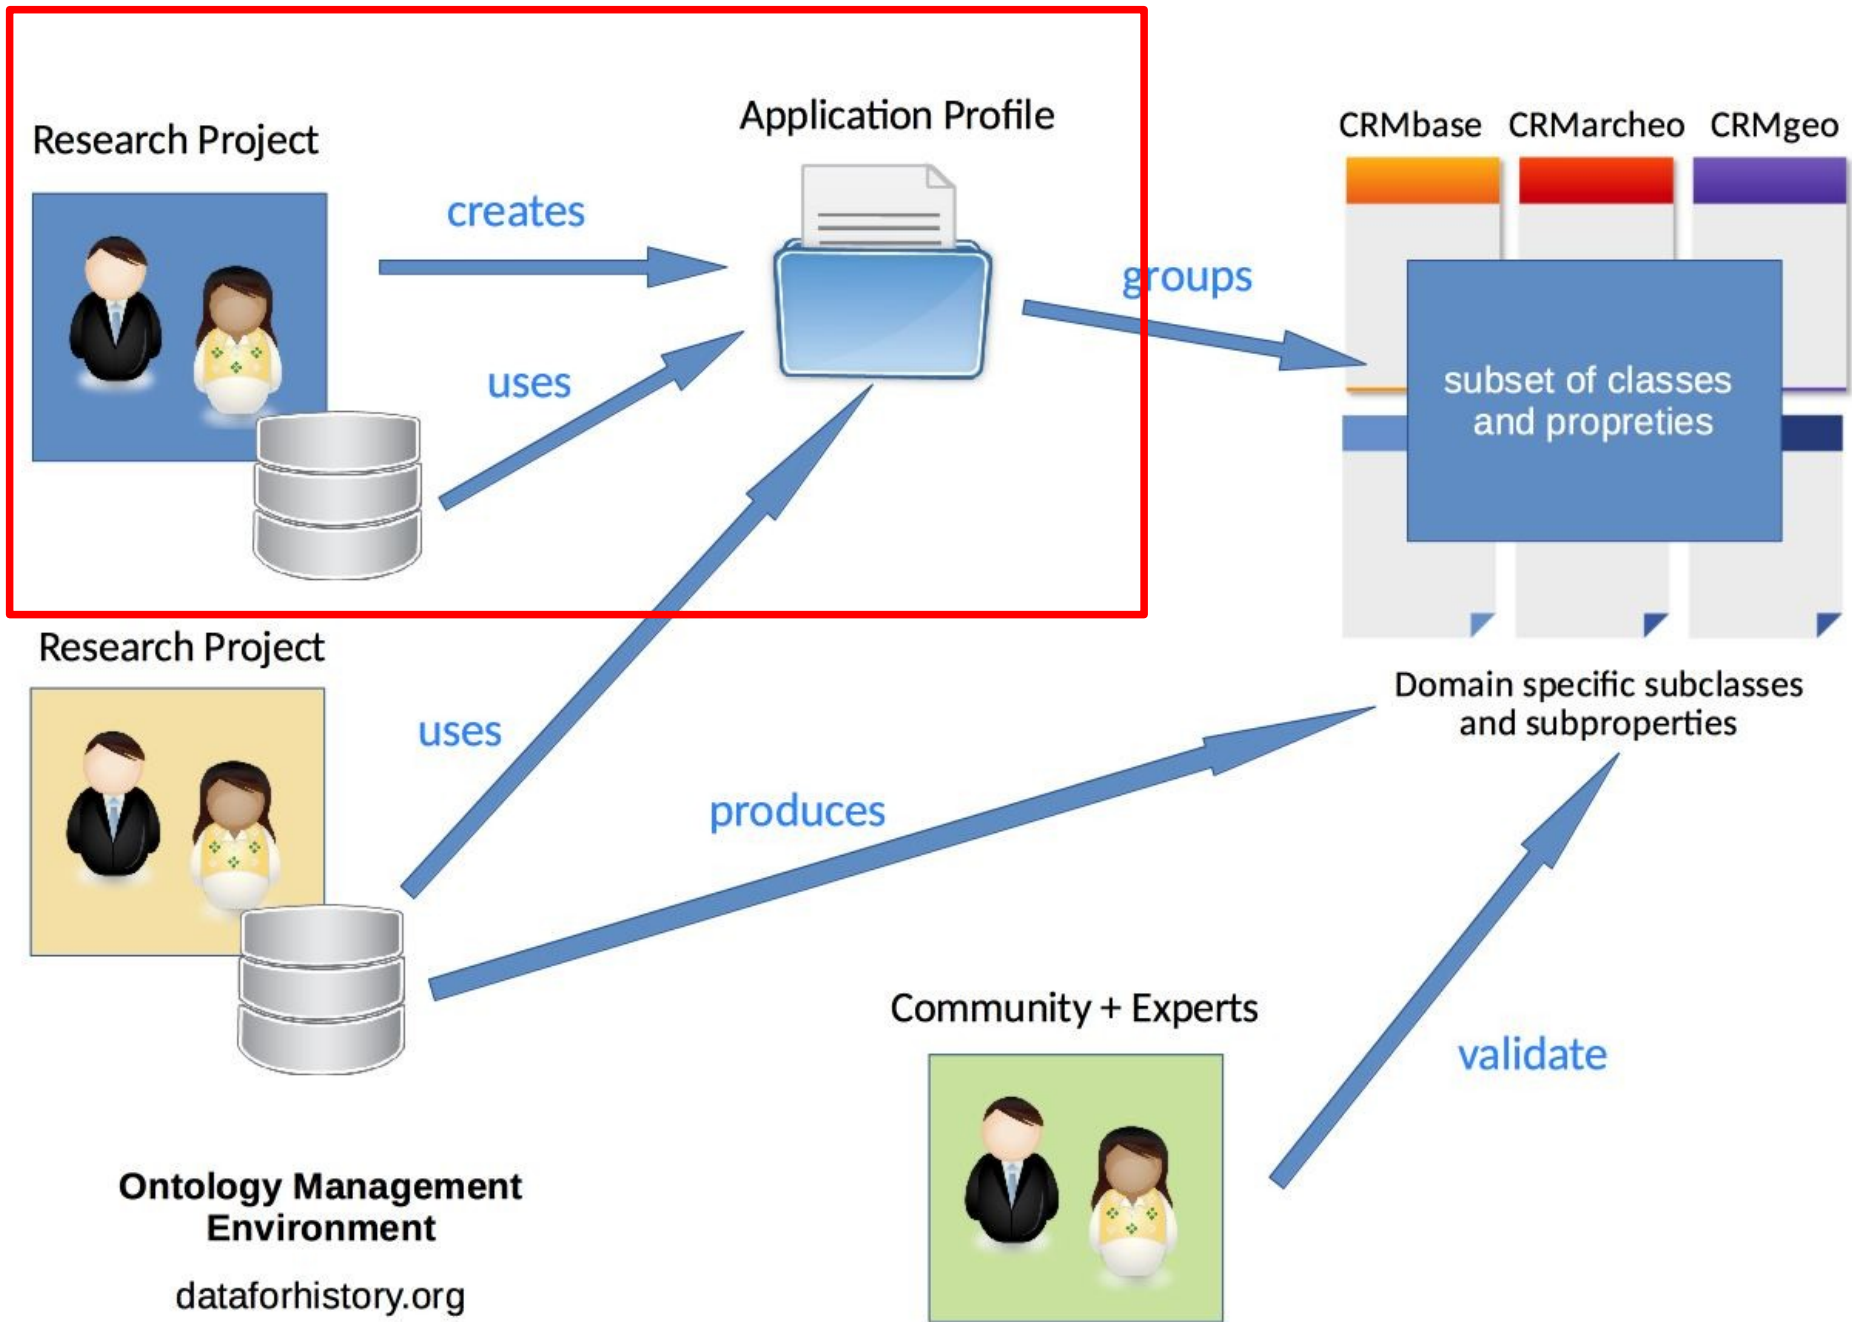 Research Project
Application Profile
CRMbase CRMarcheo CRMgeo
creates
uses
groups
subset of classes
and propreties
Research Project
uses
produces
Domain specific subclasses
and subproperties
Community + Experts
validate
Ontology Management
Environment
dataforhistory.org